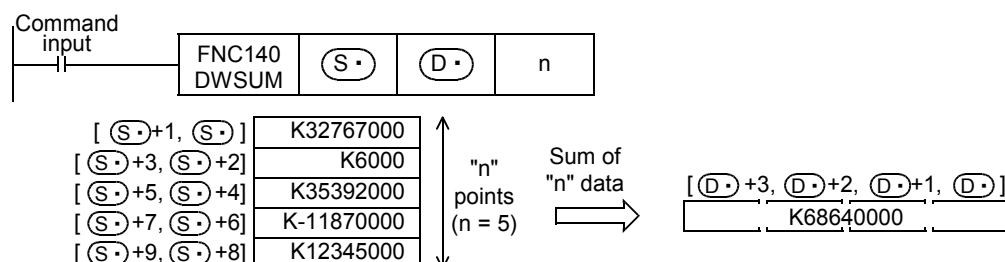 Command
input
FNC140
DWSUM
S·
D·
n
[ S·+1, S· ] K32767000
[ S·+3, S·+2] K6000
[ S·+5, S·+4] K35392000
[ S·+7, S·+6] K-11870000
[ S·+9, S·+8] K12345000
"n"
points
(n = 5)
Sum of
"n" data
[ D·+3, D·+2, D·+1, D· ]
K68640000